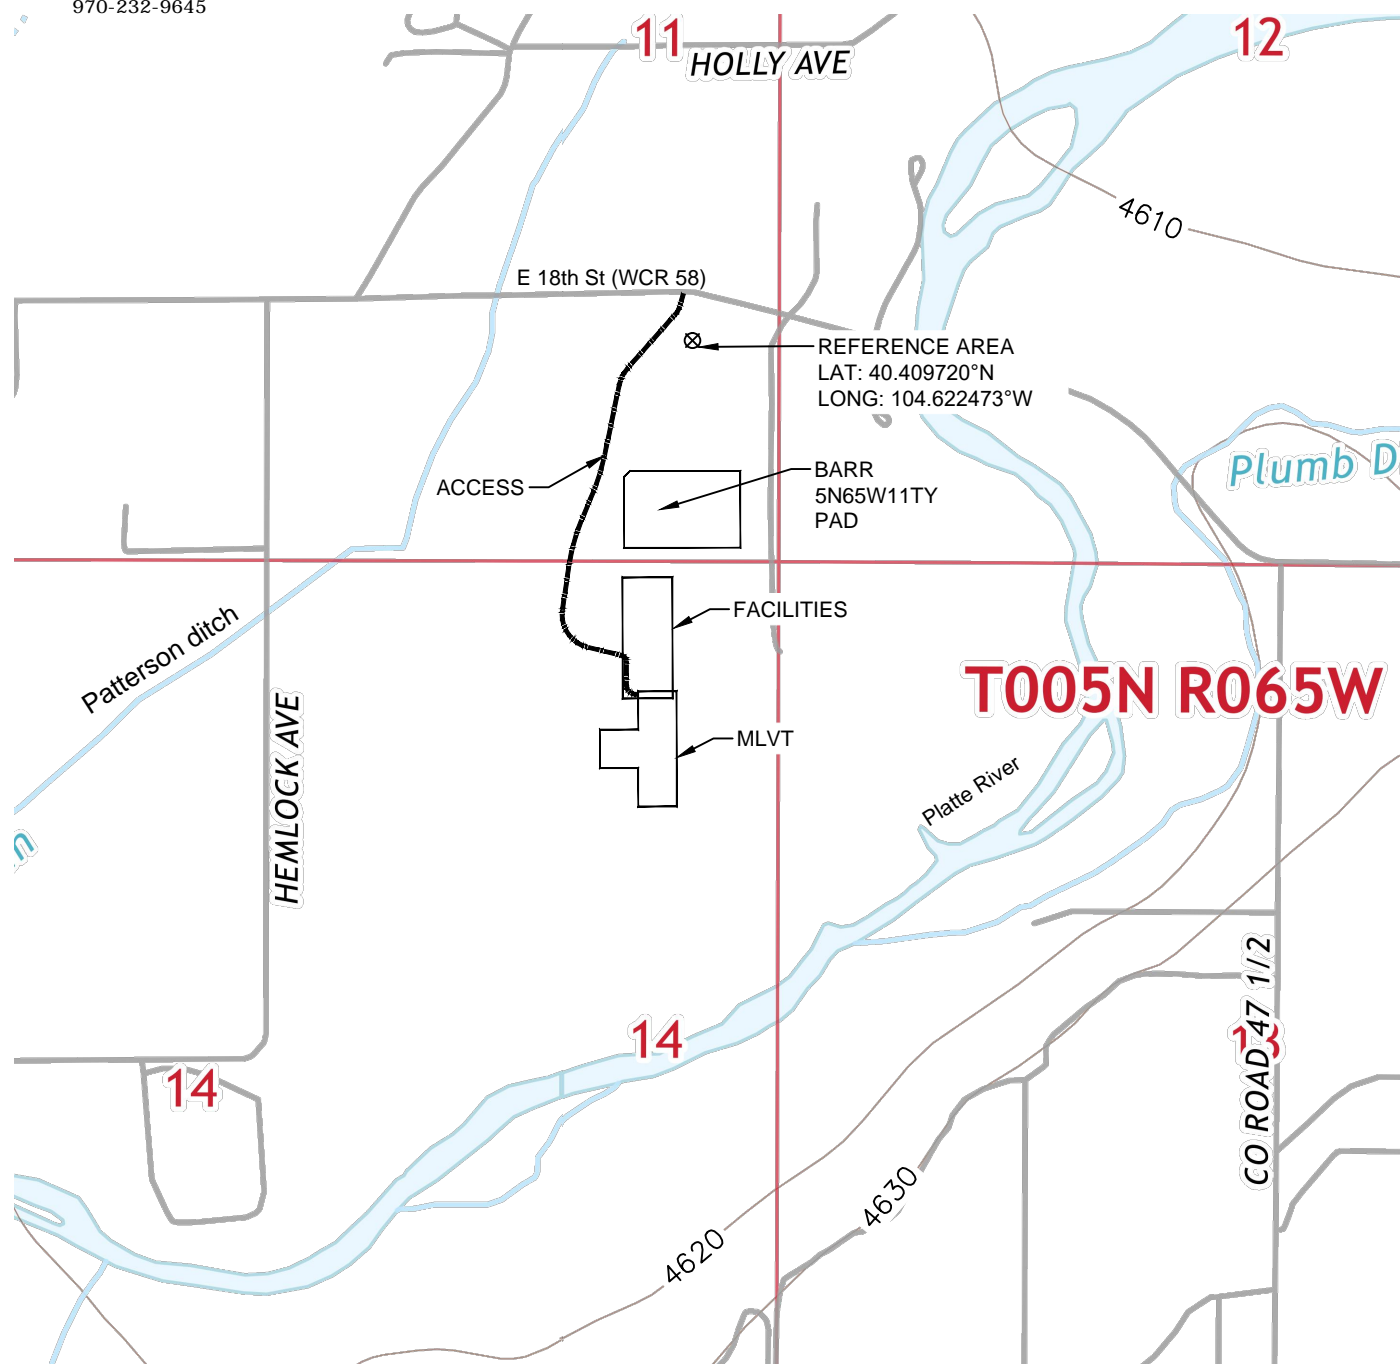 970-232-9645
11
12
HOLLY AVE
4610
E 18th St (WCR 58)
REFERENCE AREA
LAT: 40.409720°N
LONG: 104.622473°W
Plumb D
BARR
5N65W11TY
PAD
ACCESS
FACILITIES
Patterson ditch
T005N R065W
HEMLOCK AVE
MLVT
Platte River
n
14
13
CO ROAD 47 1/2
14
4630
4620